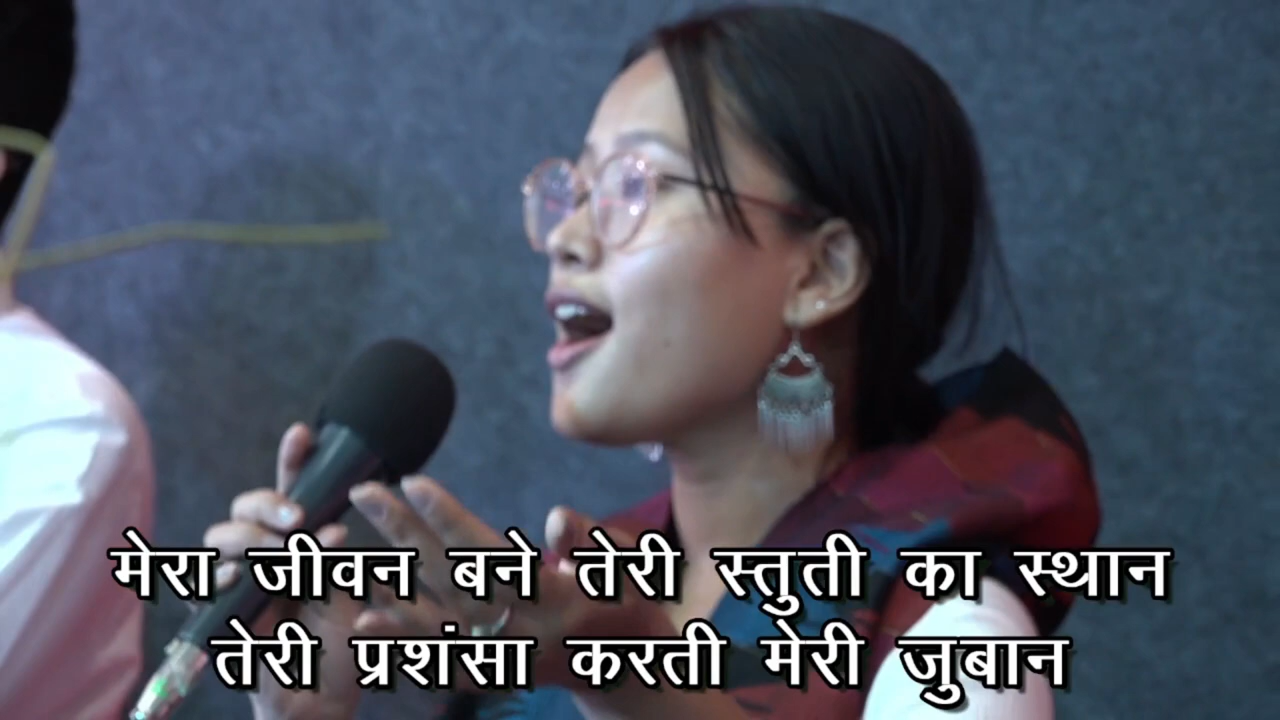 मेरा जीवन बने तेरी स्तुती का स्थान
तेरी प्रशंसा करती मेरी जुबान